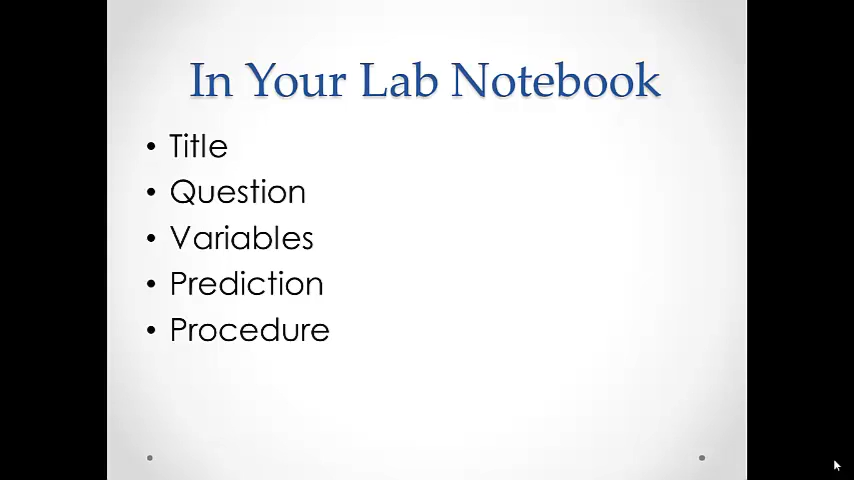 In Your Lab Notebook
• Title
• Question
• Variables
• Prediction
• Procedure